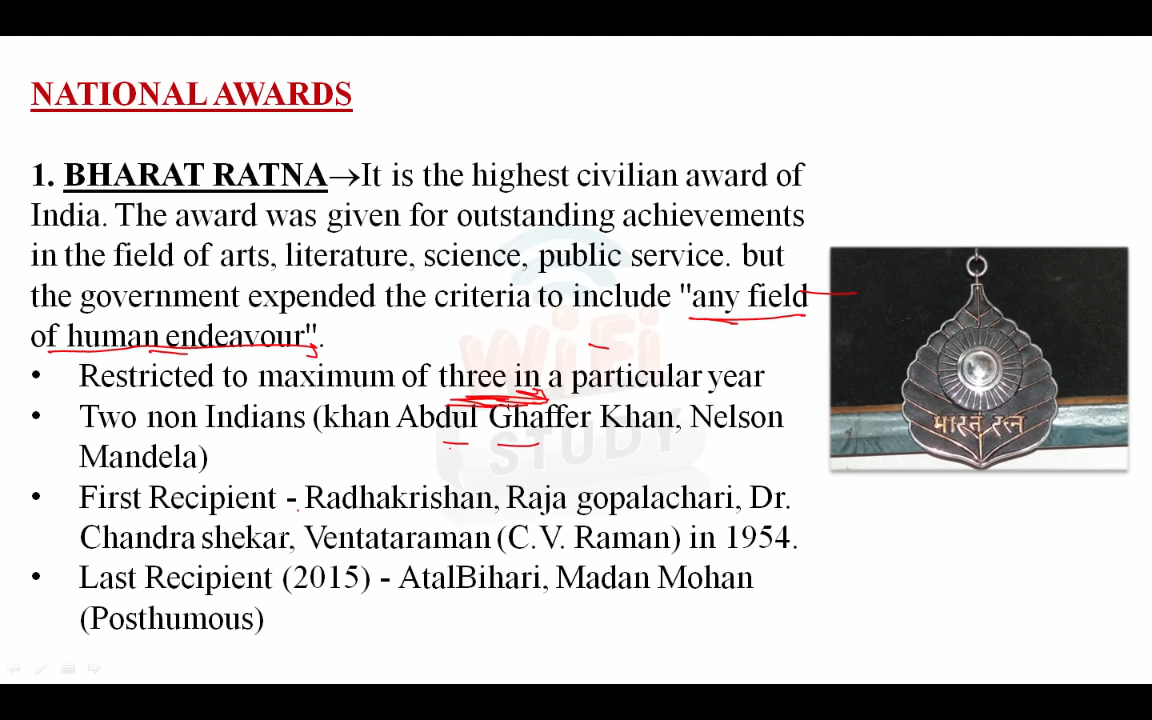 NATIONAL AWARDS
1. BHARAT RATNA→It is the highest civilian award of
India. The award was given for outstanding achievements
in the field of arts, literature, science, public service. but
the government expended the criteria to include "any field
of human endeavour".
• Restricted to maximum of three in a particular year
• Two non Indians (khan Abdul Ghaffer Khan, Nelson
Mandela)
• First Recipient - Radhakrishan, Raja gopalachari, Dr.
Chandra shekar, Ventataraman (C.V. Raman) in 1954.
• Last Recipient (2015) - AtalBihari, Madan Mohan
(Posthumous)
भारत रत्न
WiFi
STUDY